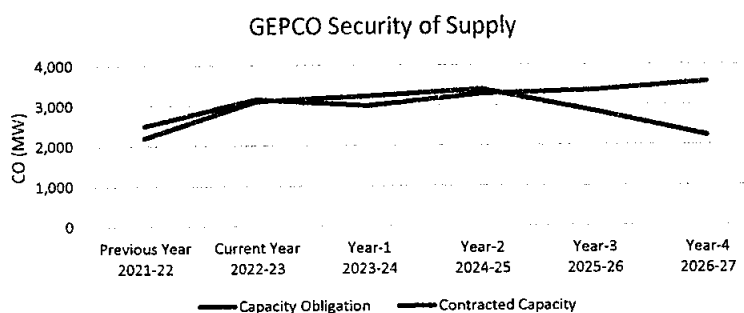 GEPCO Security of Supply
4,000
3,000
2,000
1,000
0
CO (MW)
Previous Year Current Year Year-1 Year-2 Year-3 Year-4
2021-22 2022-23 2023-24 2024-25 2025-26 2026-27
Capacity Obligation Contracted Capacity